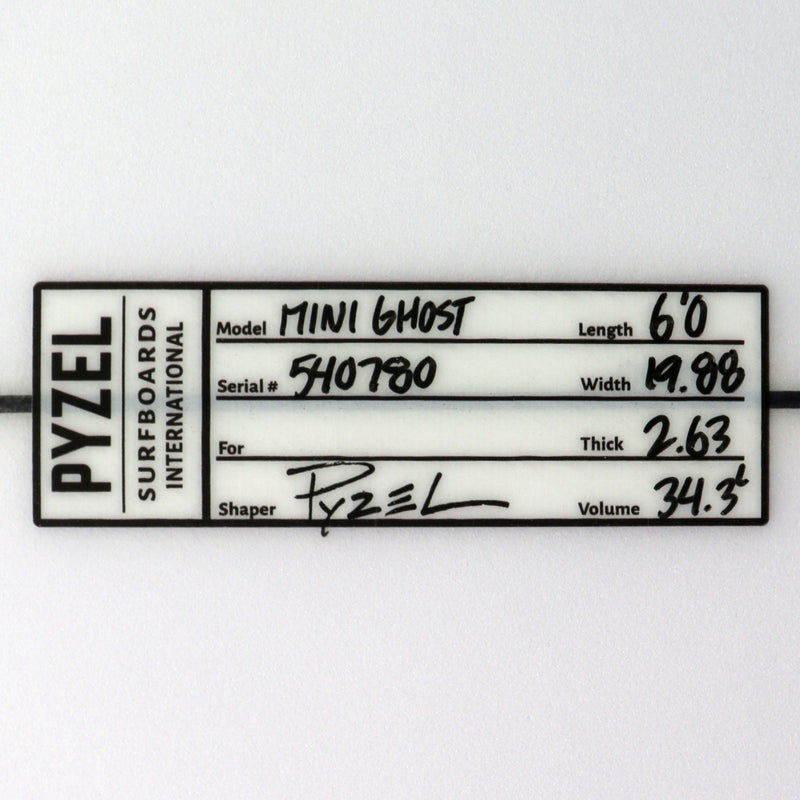 PYZEL
SURFBOARDS
INTERNATIONAL
Model MINI GHOST Length 6'0
Serial # 540780 Width 19.88
For Thick 2.63
Shaper PYZEL Volume 34.3L